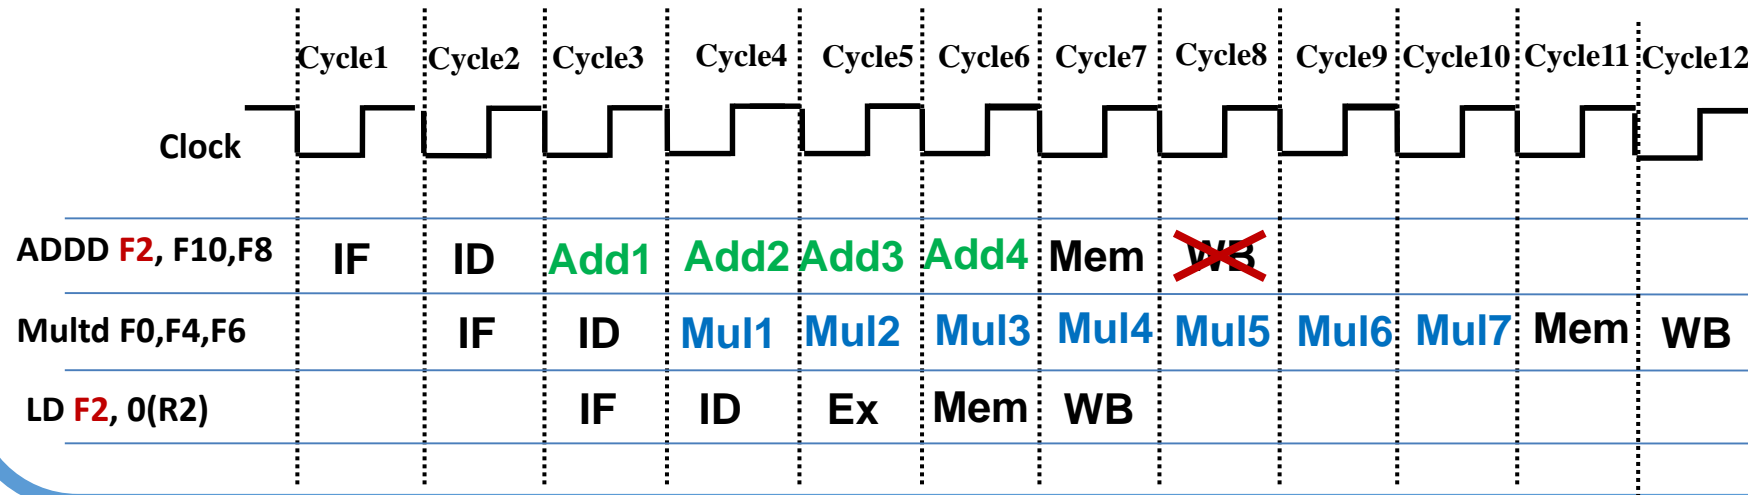 Cycle1 Cycle2 Cycle3 Cycle4 Cycle5 Cycle6 Cycle7 Cycle8 Cycle9 Cycle10 Cycle11 Cycle12
Clock
ADDD F2, F10,F8 IF ID Add1 Add2 Add3 Add4 Mem WB
Multd F0,F4,F6 IF ID Mul1 Mul2 Mul3 Mul4 Mul5 Mul6 Mul7 Mem WB
LD F2, 0(R2) IF ID Ex Mem WB